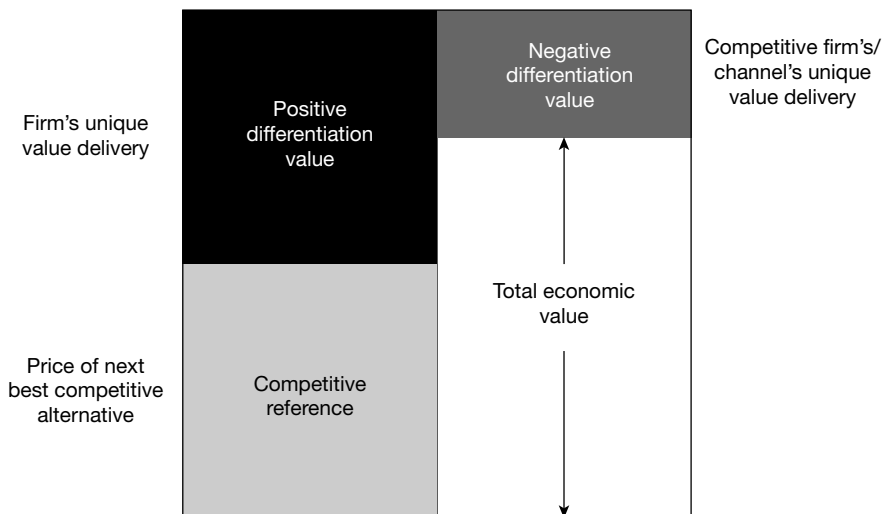 Negative
differentiation
value
Competitive firm's/
channel's unique
value delivery
Positive
differentiation
value
Firm's unique
value delivery
Total economic
value
Price of next
best competitive
alternative
Competitive
reference